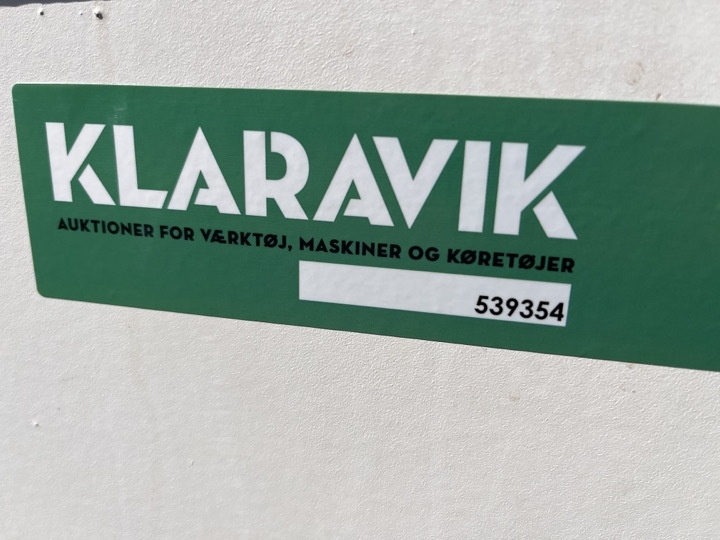 KLARAVIK
AUKTIONER FOR VÆRKTØJ, MASKINER OG KØRETØJER
539354